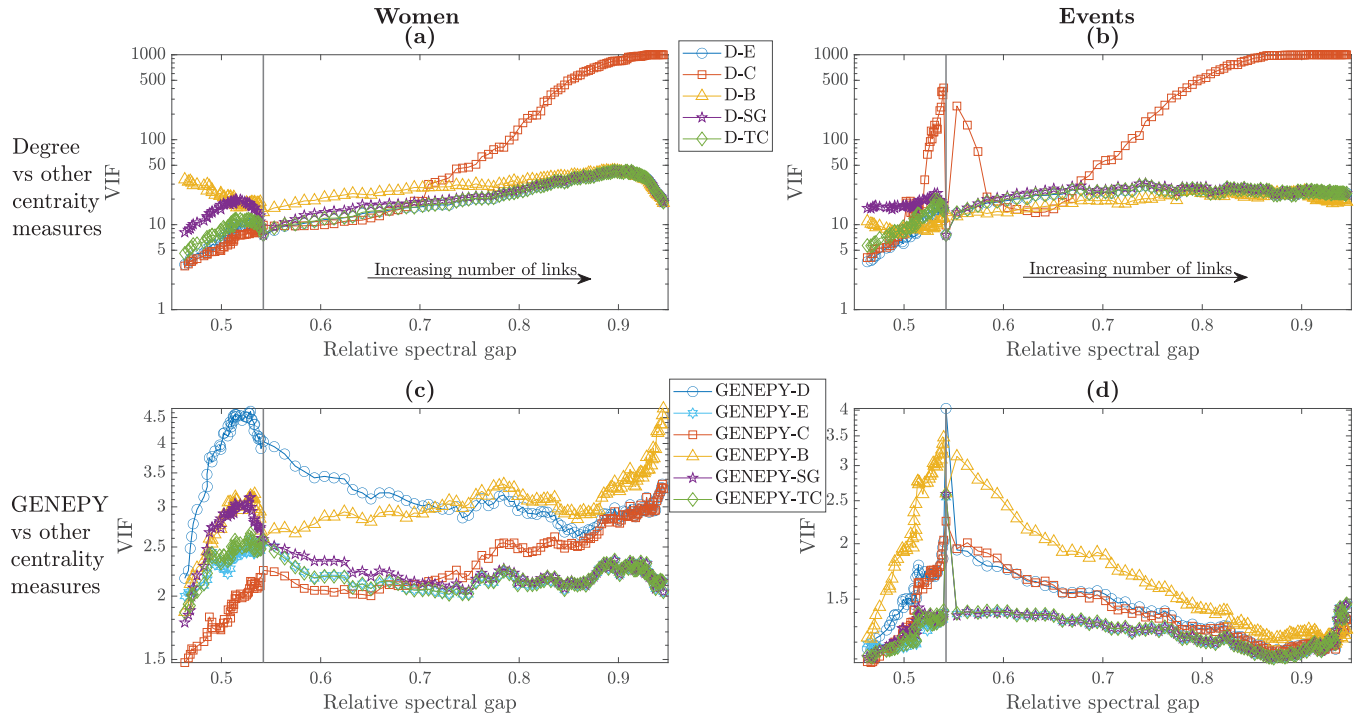 Women
Events
(a)
(b)
Degree
vs other
centraity
measures
VIF
1000
500
100
50
10
5
1
D-E
D-C
D-B
D-SG
D-TC
Increasing number of links
0.5 0.6 0.7 0.8 0.9
Relative spectral gap
VIF
1000
500
100
50
10
5
1
Increasing number of links
0.5 0.6 0.7 0.8 0.9
Relative spectral gap
(c)
(d)
GENEPY
vs other
centrality
measures
VIF
4.5
4
3.5
3
2.5
2
1.5
GENEPY-D
GENEPY-E
GENEPY-C
GENEPY-B
GENEPY-SG
GENEPY-TC
0.5 0.6 0.7 0.8 0.9
Relative spectral gap
VIF
4
3.5
3
2.5
2
1.5
0.5 0.6 0.7 0.8 0.9
Relative spectral gap